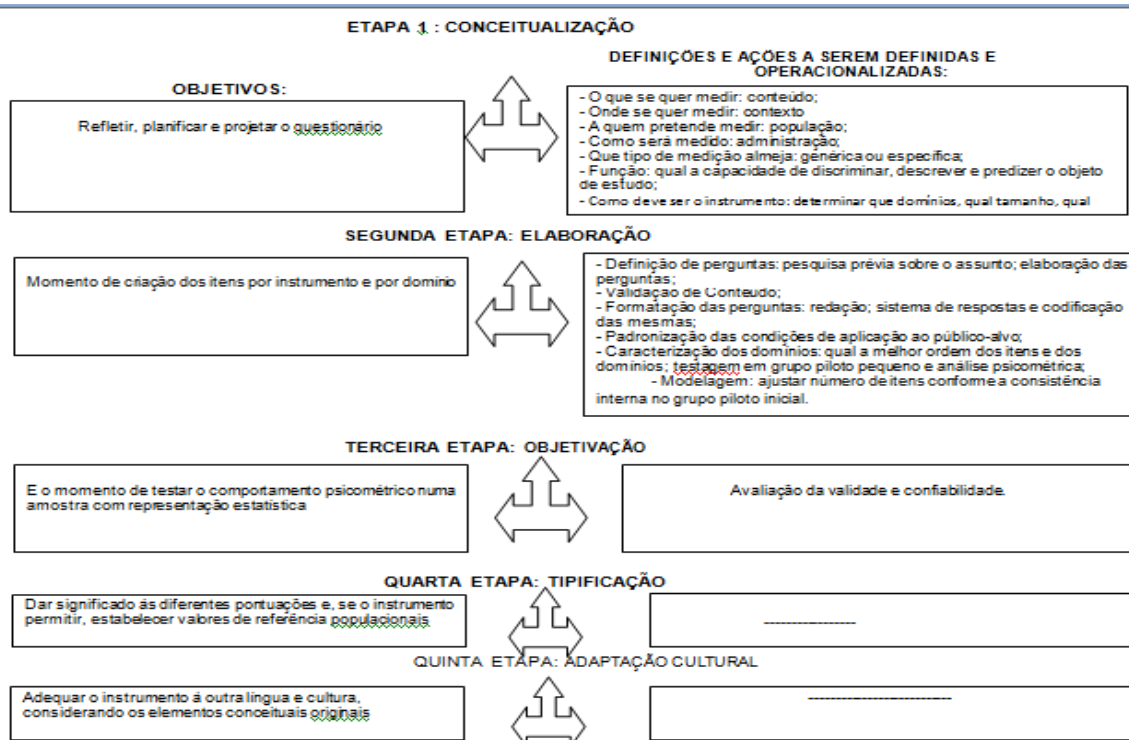 ETAPA 1 : CONCEITUALIZAÇÃO
OBJETIVOS:
Refletir, planificar e projetar o questionário
DEFINIÇÕES E AÇÕES A SEREM DEFINIDAS E
OPERACIONALIZADAS:
- O que se quer medir: conteúdo;
- Onde se quer medir: contexto
- A quem pretende medir: população;
- Como será medido: administração;
- Que tipo de medição almeja: genérica ou específica;
- Função: qual a capacidade de discriminar, descrever e predizer o objeto
de estudo;
- Como deve ser o instrumento: determinar que domínios, qual tamanho, qual
SEGUNDA ETAPA: ELABORAÇÃO
Momento de criação dos itens por instrumento e por domínio
- Definição de perguntas: pesquisa prévia sobre o assunto; elaboração das
perguntas;
- Validação de Conteúdo;
- Formatação das perguntas: redação; sistema de respostas e codificação
das mesmas;
- Padronização das condições de aplicação ao público-alvo;
- Caracterização dos domínios: qual a melhor ordem dos itens e dos
domínios; testagem em grupo piloto pequeno e análise psicométrica;
- Modelagem: ajustar número de itens conforme a consistência
interna no grupo piloto inicial.
TERCEIRA ETAPA: OBJETIVAÇÃO
E o momento de testar o comportamento psicométrico numa
amostra com representação estatística
Avaliação da validade e confiabilidade.
QUARTA ETAPA: TIPIFICAÇÃO
Dar significado ás diferentes pontuações e, se o instrumento
permitir, estabelecer valores de referência populacionais
QUINTA ETAPA: ADAPTAÇÃO CULTURAL
Adequar o instrumento á outra língua e cultura,
considerando os elementos conceituais originais